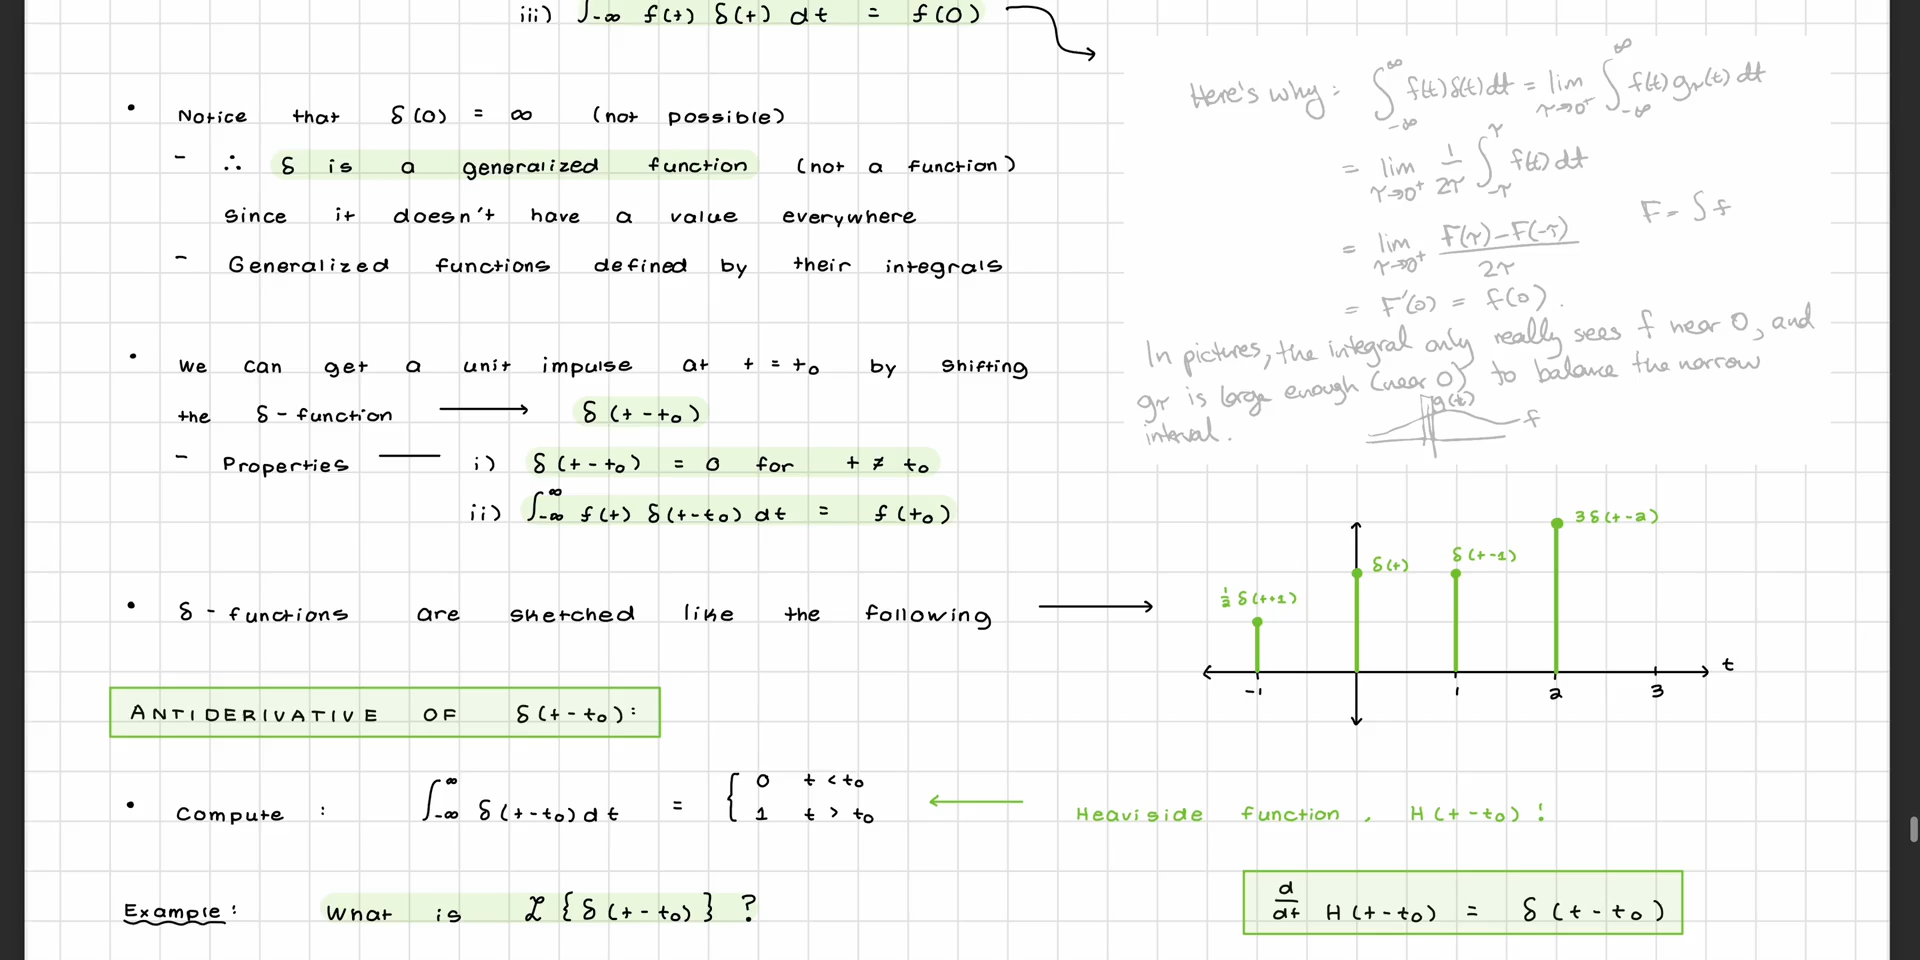 iii) ∫-∞ f(t) δ(t) dt = f(0)
• Notice that δ(0) = ∞ (not possible)
- ∴ δ is a generalized function (not a function)
since it doesn't have a value everywhere
- Generalized functions defined by their integrals
• We can get a unit impulse at t = t₀ by shifting
the δ-function → δ(t-t₀)
- Properties — i) δ(t-t₀) = 0 for t ≠ t₀
ii) ∫-∞^∞ f(t) δ(t-t₀) dt = f(t₀)
• δ-functions are sketched like the following →
Here's why: ∫-∞^∞ f(t)δ(t)dt = lim τ→0⁺ ∫-∞^∞ f(t)gτ(t)dt
= lim τ→0⁺ 1/2τ ∫-τ^τ f(t)dt
F = ∫f
= lim τ→0⁺ F(τ)-F(-τ)/2τ
= F'(0) = f(0).
In pictures, the integral only really sees f near 0, and
gτ is large enough (near 0) to balance the narrow
interval.
g(t)
f
3δ(t-2)
δ(t-1)
δ(t)
½ δ(t+1)
t
-1 1 2 3
ANTIDERIVATIVE OF δ(t-t₀):
• Compute : ∫-∞^∞ δ(t-t₀)dt = { 0 t < t₀
1 t > t₀
← Heaviside function, H(t-t₀)!
Example: What is ℒ{δ(t-t₀)} ?
d/dt H(t-t₀) = δ(t-t₀)